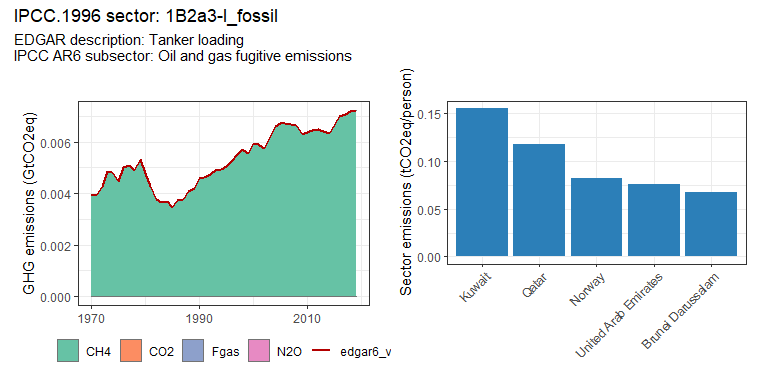 IPCC.1996 sector: 1B2a3-l_fossil
EDGAR description: Tanker loading
IPCC AR6 subsector: Oil and gas fugitive emissions
GHG emissions (GtCO2eq)
0.006
0.004
0.002
0.000
1970
1990
2010
CH4
CO2
Fgas
N2O
edgar6_v
Sector emissions (tCO2eq/person)
0.15
0.10
0.05
0.00
Kuwait
Qatar
Norway
United Arab Emirates
Brunei Darussalam